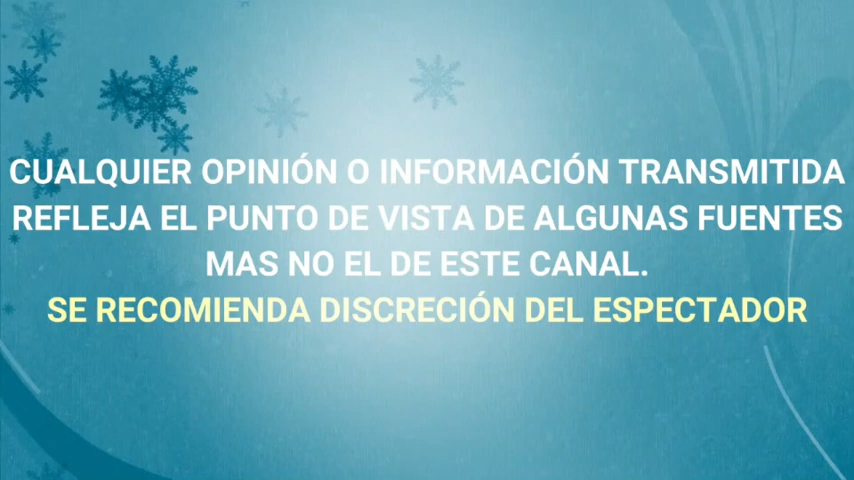 CUALQUIER OPINIÓN O INFORMACIÓN TRANSMITIDA
REFLEJA EL PUNTO DE VISTA DE ALGUNAS FUENTES
MAS NO EL DE ESTE CANAL.
SE RECOMIENDA DISCRECIÓN DEL ESPECTADOR